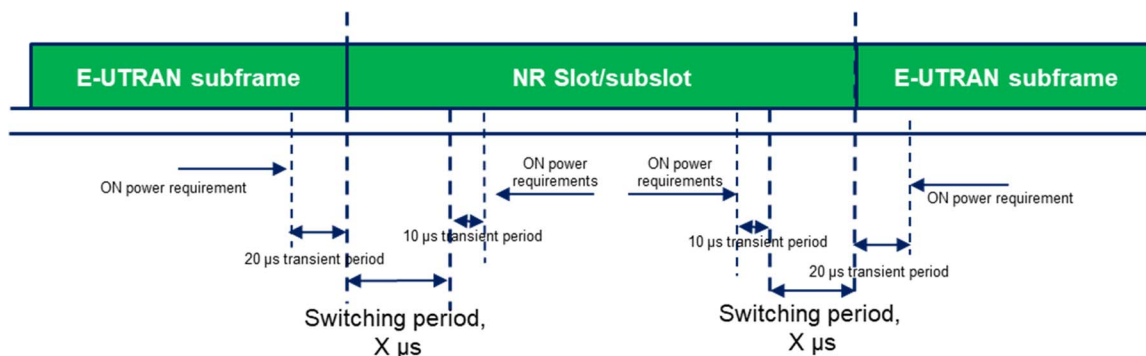 E-UTRAN subframe
NR Slot/subslot
E-UTRAN subframe
ON power requirement
ON power
requirements
ON power
requirements
ON power requirement
10 µs transient period
10 µs transient period
20 µs transient period
20 µs transient period
Switching period,
X µs
Switching period,
X µs